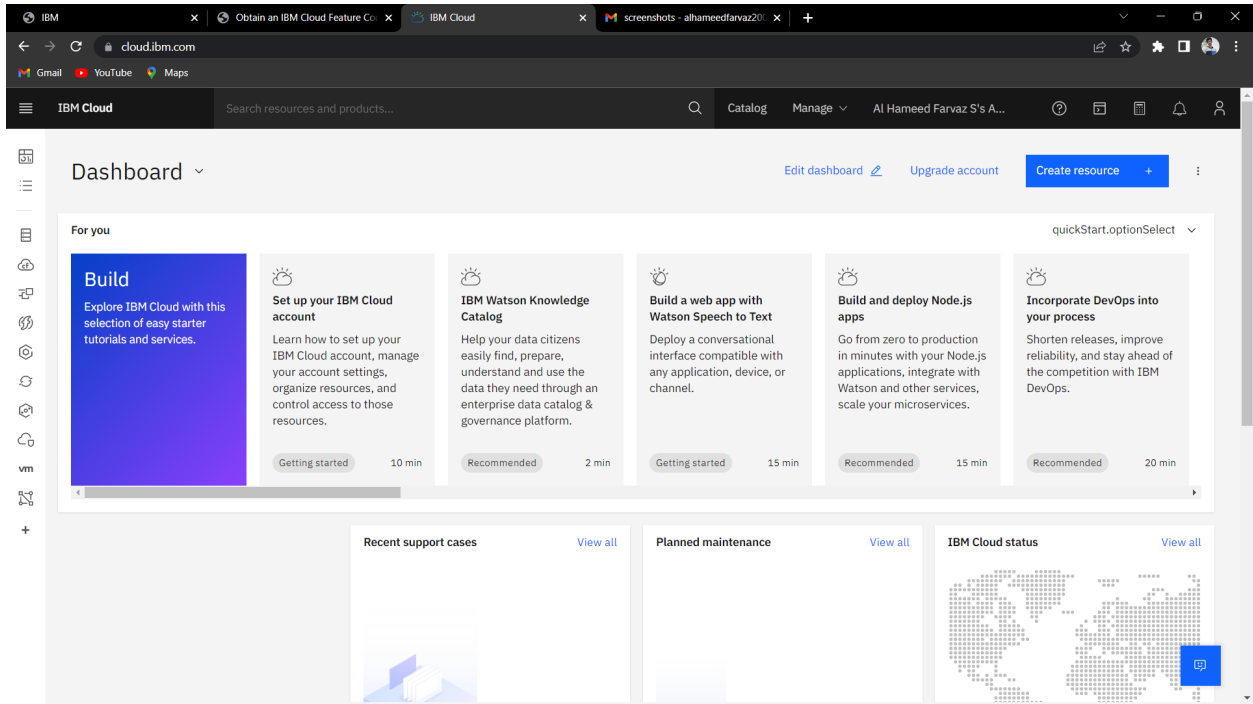 IBM
Obtain an IBM Cloud Feature Co
IBM Cloud
screenshots - alhameedfarvaz20
cloud.ibm.com
Gmail
YouTube
Maps
IBM Cloud
Search resources and products...
Catalog
Manage
Al Hameed Farvaz S's A...
Dashboard
Edit dashboard
Upgrade account
Create resource +
For you
quickStart.optionSelect
Build
Explore IBM Cloud with this
selection of easy starter
tutorials and services.
Set up your IBM Cloud
account
Learn how to set up your
IBM Cloud account, manage
your account settings,
organize resources, and
control access to those
resources.
Getting started
10 min
IBM Watson Knowledge
Catalog
Help your data citizens
easily find, prepare,
understand and use the
data they need through an
enterprise data catalog &
governance platform.
Recommended
2 min
Build a web app with
Watson Speech to Text
Deploy a conversational
interface compatible with
any application, device, or
channel.
Getting started
15 min
Build and deploy Node.js
apps
Go from zero to production
in minutes with your Node.js
applications, integrate with
Watson and other services,
scale your microservices.
Recommended
15 min
Incorporate DevOps into
your process
Shorten releases, improve
reliability, and stay ahead of
the competition with IBM
DevOps.
Recommended
20 min
vm
Recent support cases
View all
Planned maintenance
View all
IBM Cloud status
View all